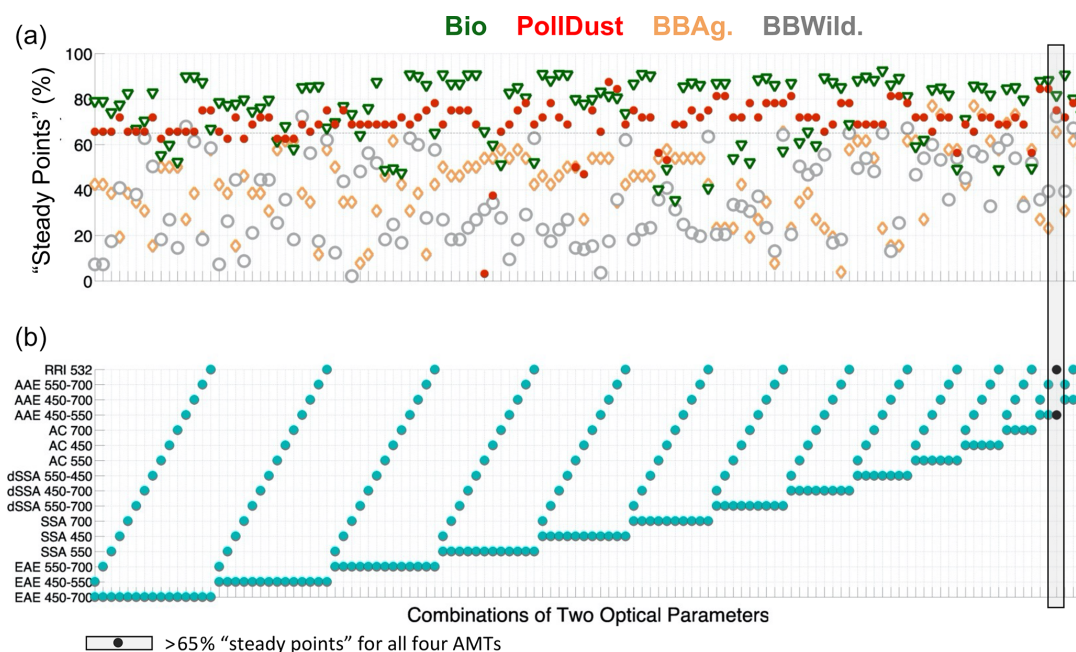 (a)
Bio PollDust BBAg. BBWild.
“Steady Points” (%)
100
80
60
40
20
0
(b)
RRI 532
AAE 550-700
AAE 450-700
AAE 450-550
AC 700
AC 450
AC 550
dSSA 550-450
dSSA 450-700
dSSA 550-700
SSA 700
SSA 450
SSA 550
EAE 550-700
EAE 450-550
EAE 450-700
Combinations of Two Optical Parameters
>65% “steady points” for all four AMTs